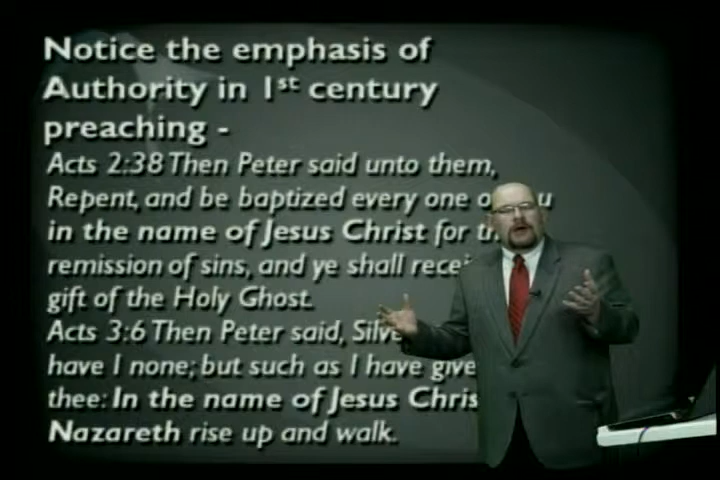 Notice the emphasis of
Authority in 1st century
preaching -
Acts 2:38 Then Peter said unto them,
Repent, and be baptized every one
in the name of Jesus Christ for
remission of sins, and ye shall
gift of the Holy Ghost.
Acts 3:6 Then Peter said,
have I none; but such as I have
thee: In the name of Jesus
Nazareth rise up and walk.